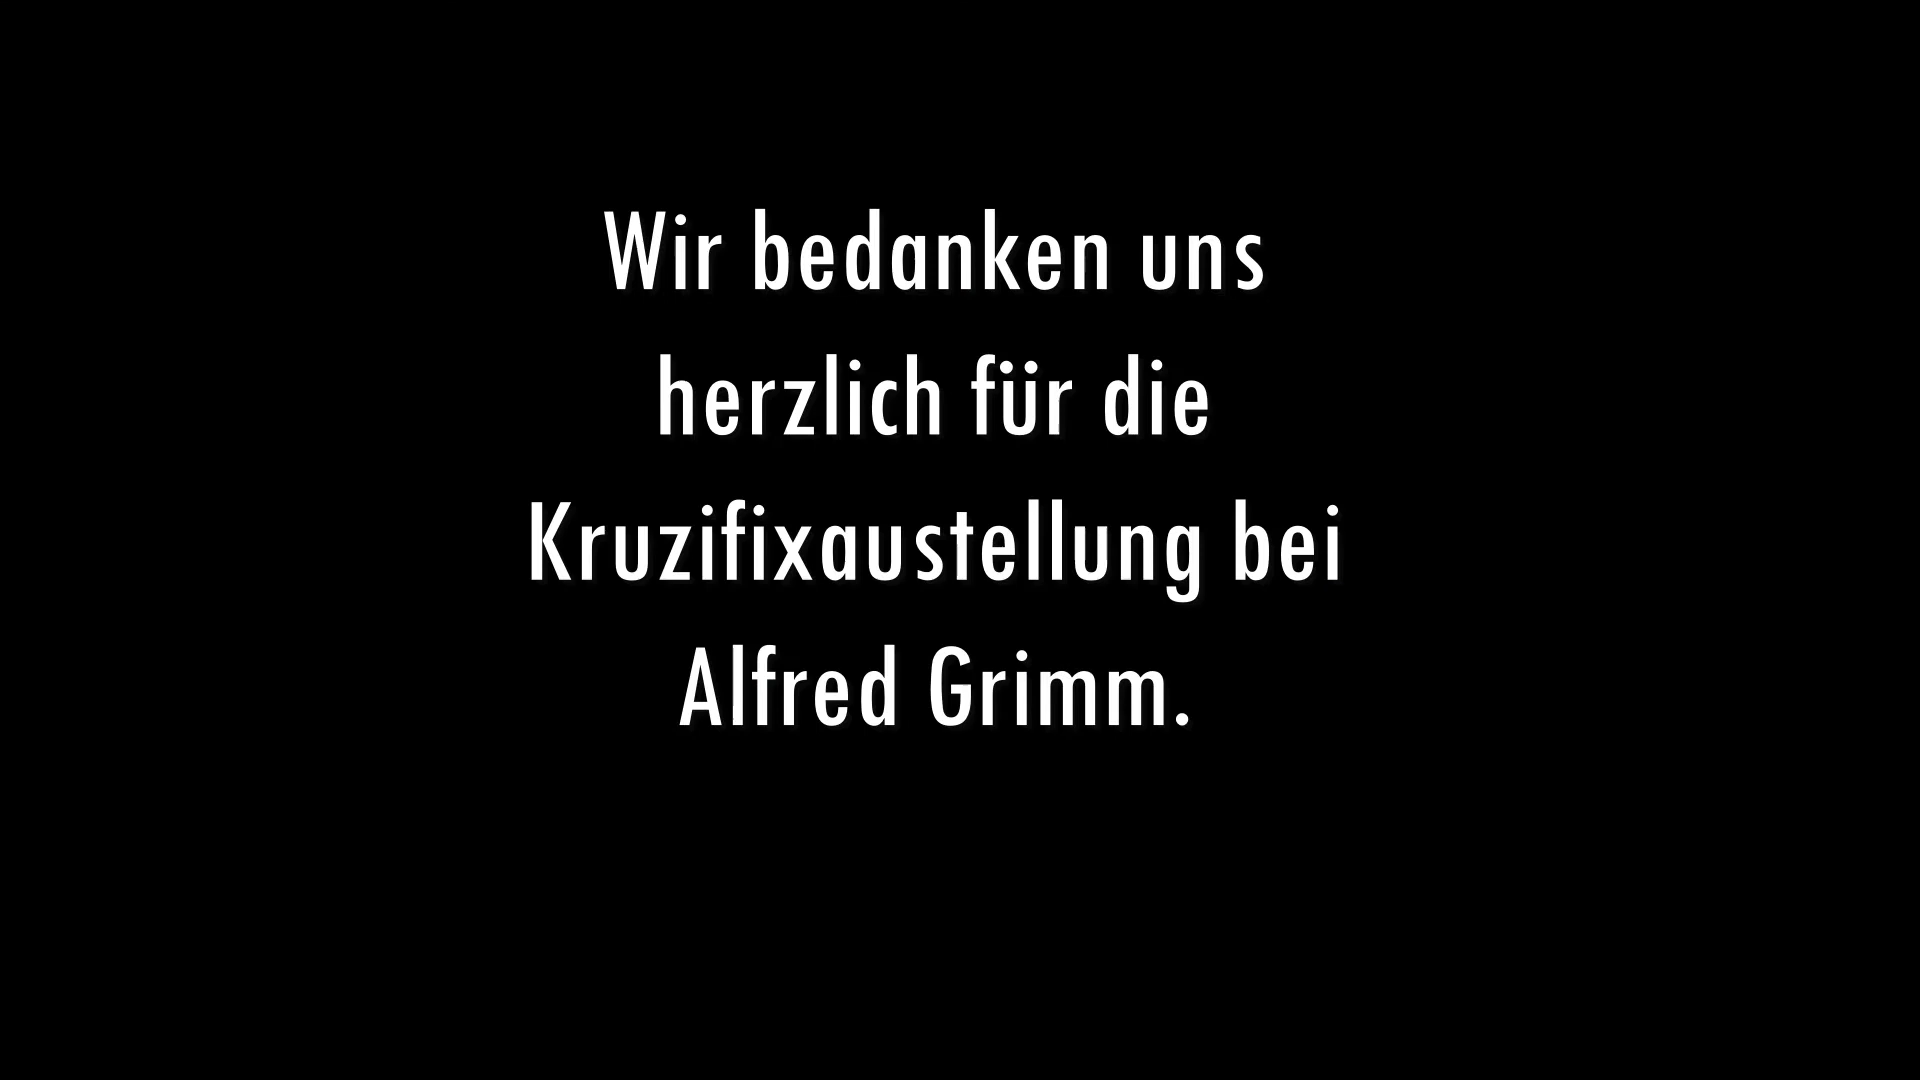 Wir bedanken uns
herzlich für die
Kruzifixaustellung bei
Alfred Grimm.